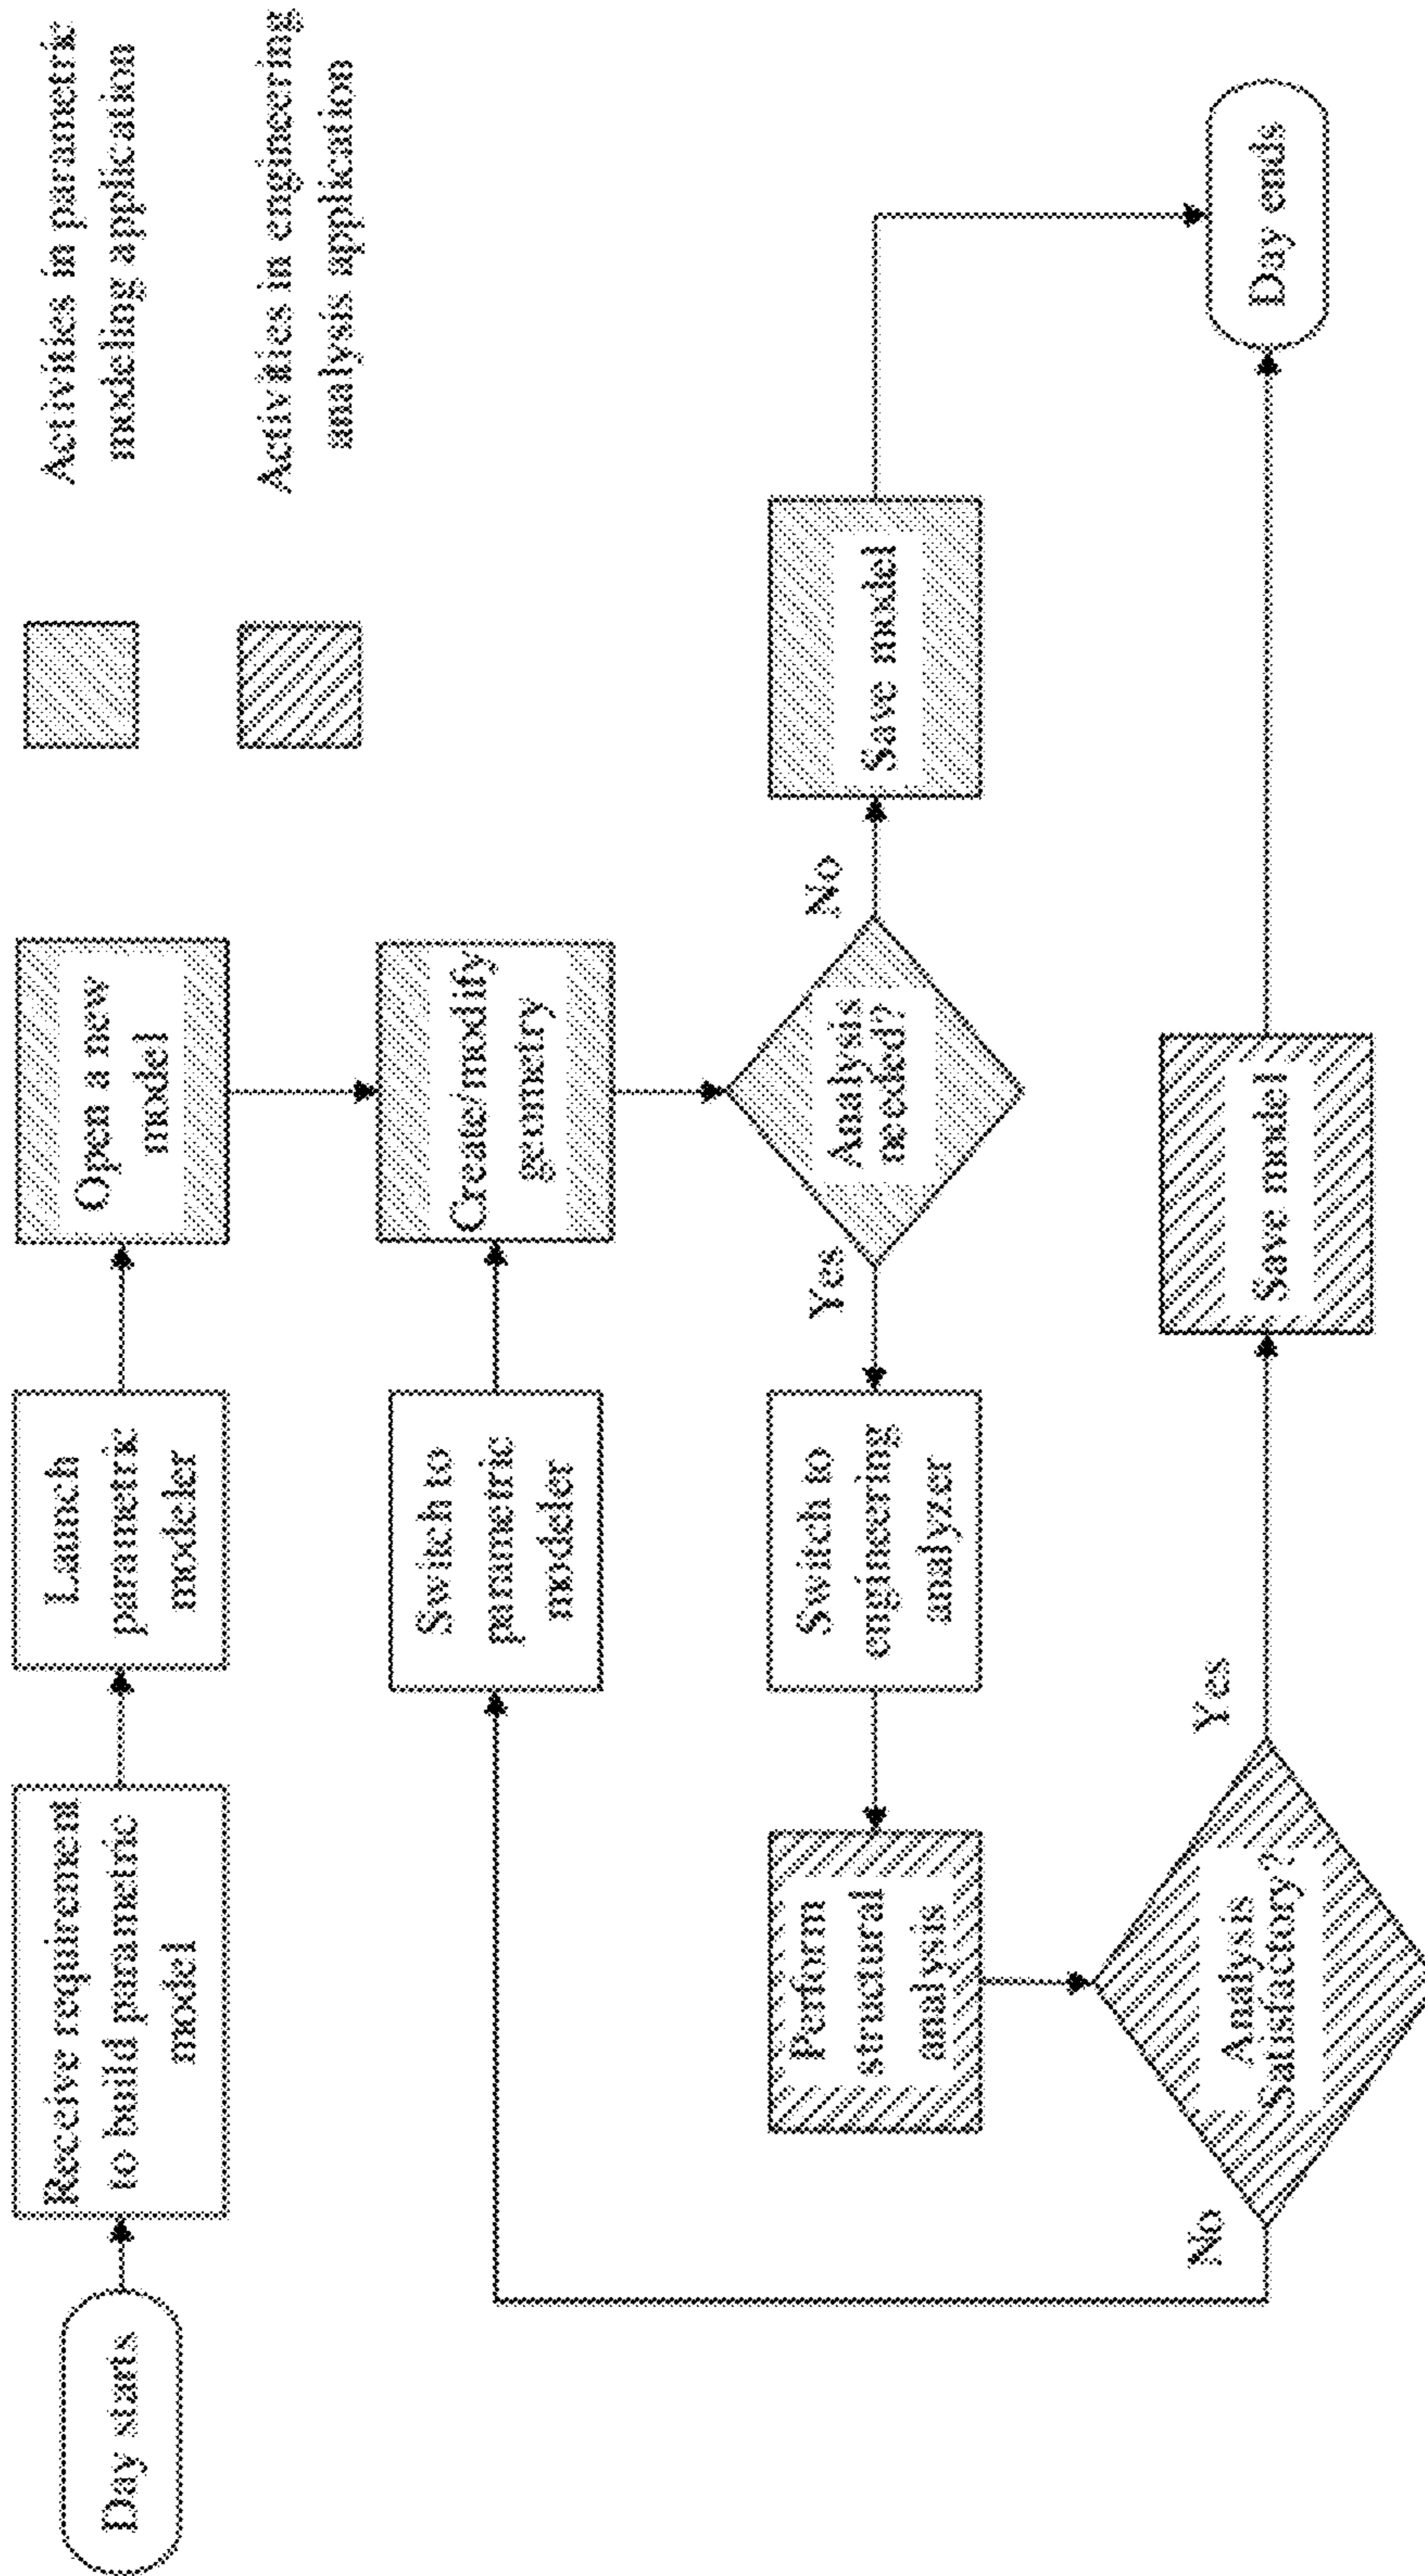 Activities in parametric
modeling application
Activities in engineering
analysis application
Day starts
Receive requirement
to build parametric
model
Launch
parametric
modeler
Open a new
model
Switch to
parametric
modeler
Create/modify
geometry
Analysis
needed?
No
Save model
Yes
Switch to
engineering
analyzer
Perform
structural
analysis
Analysis
Satisfactory?
No
Yes
Save model
Day ends